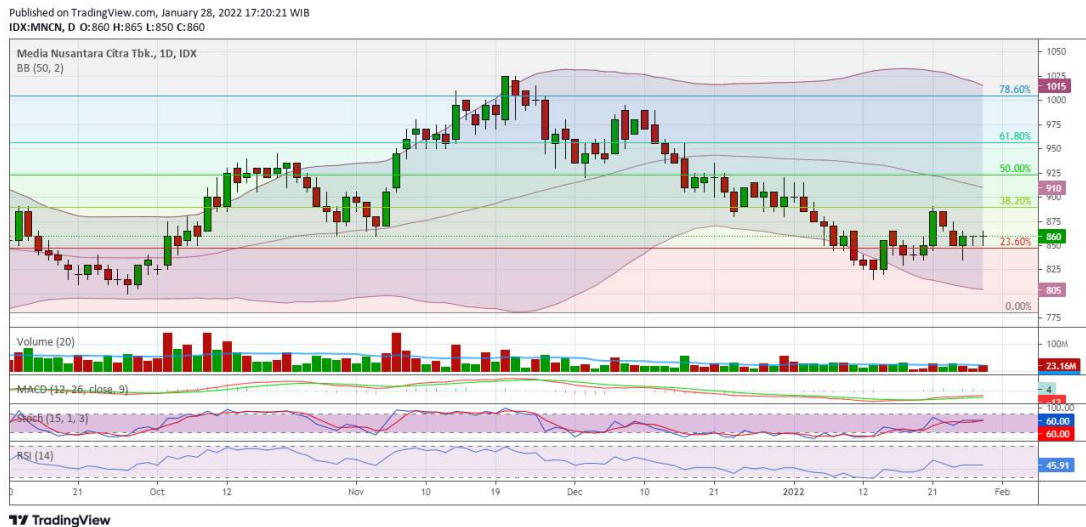 Published on TradingView.com, January 28, 2022 17:20:21 WIB
IDX:MNCN, D O:860 H:865 L:850 C:860
Media Nusantara Citra Tbk., 1D, IDX
BB (50, 2)
1050
1025
1015
1000
975
950
925
910
900
875
860
850
825
805
775
78.60%
61.80%
50.00%
38.20%
23.60%
0.00%
Volume (20)
100M
23.16M
MACD (12, 26, close, 9)
4
Stoch (15, 1, 3)
100.00
60.00
60.00
RSI (14)
45.91
21
Oct
12
Nov
10
19
Dec
10
21
2022
12
21
Feb
TradingView